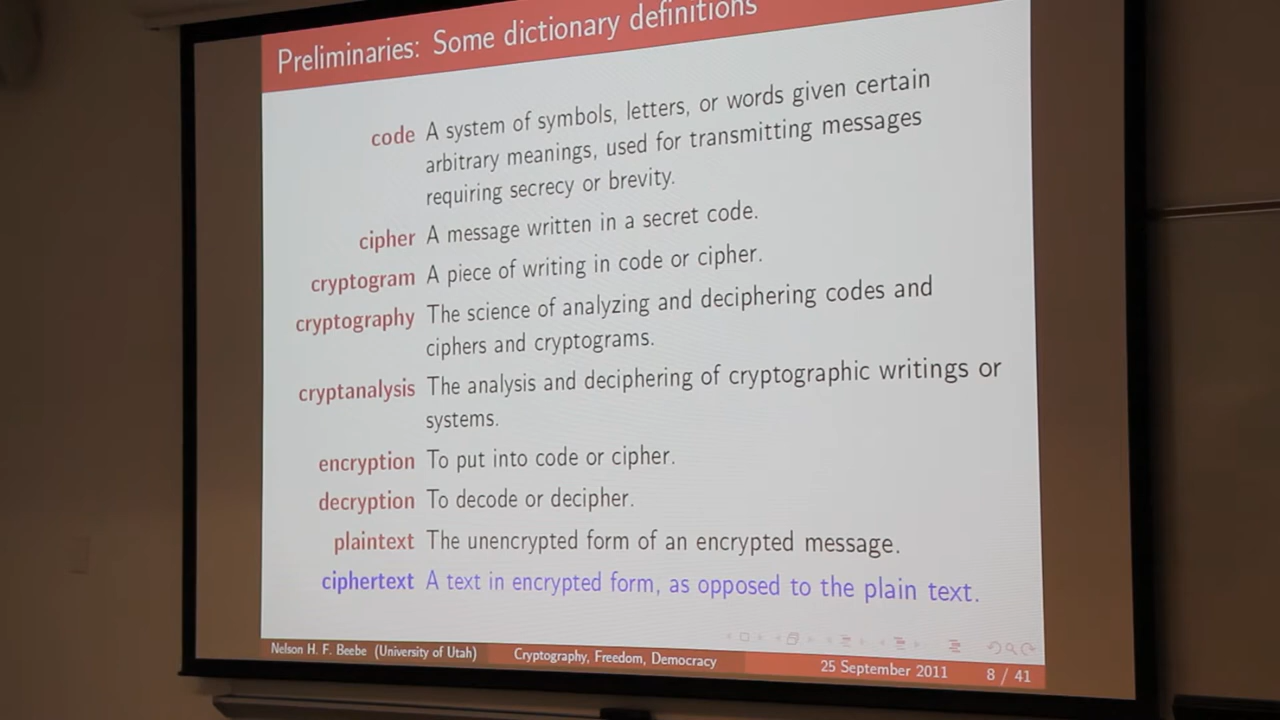 Preliminaries: Some dictionary definitions
code A system of symbols, letters, or words given certain
arbitrary meanings, used for transmitting messages
requiring secrecy or brevity.
cipher A message written in a secret code.
cryptogram A piece of writing in code or cipher.
cryptography The science of analyzing and deciphering codes and
ciphers and cryptograms.
cryptanalysis The analysis and deciphering of cryptographic writings or
systems.
encryption To put into code or cipher.
decryption To decode or decipher.
plaintext The unencrypted form of an encrypted message.
ciphertext A text in encrypted form, as opposed to the plain text.
Nelson H. F. Beebe (University of Utah) Cryptography, Freedom, Democracy 25 September 2011 8 / 41